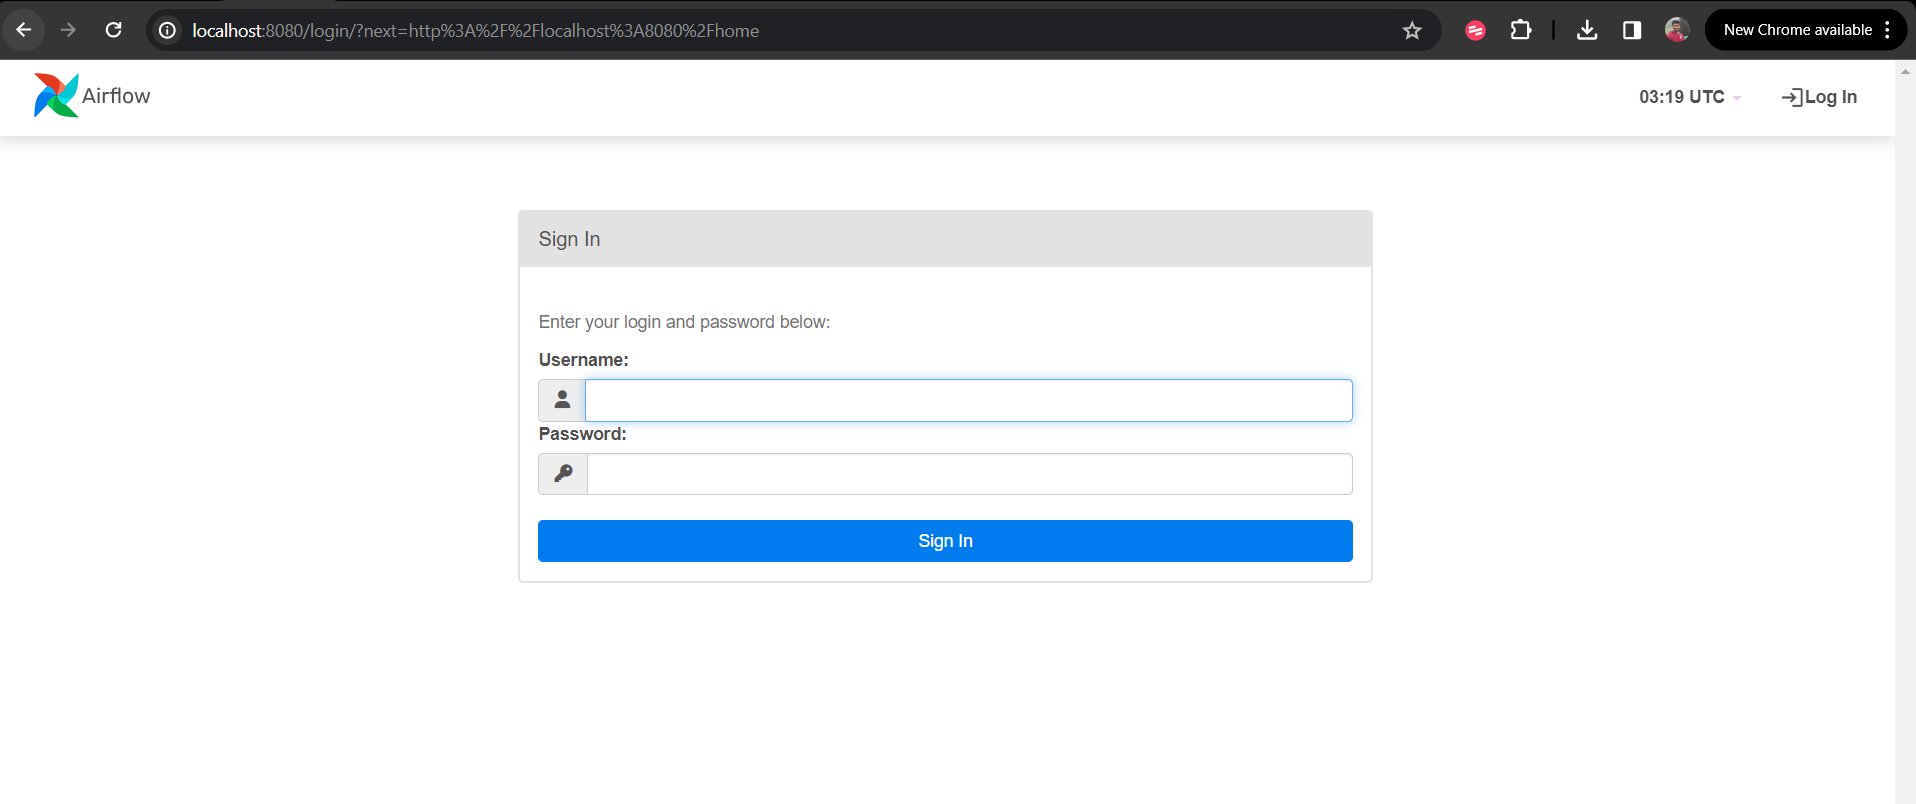 localhost:8080/login/?next=http%3A%2F%2Flocalhost%3A8080%2Fhome
New Chrome available
Airflow
03:19 UTC
Log In
Sign In
Enter your login and password below:
Username:
Password:
Sign In